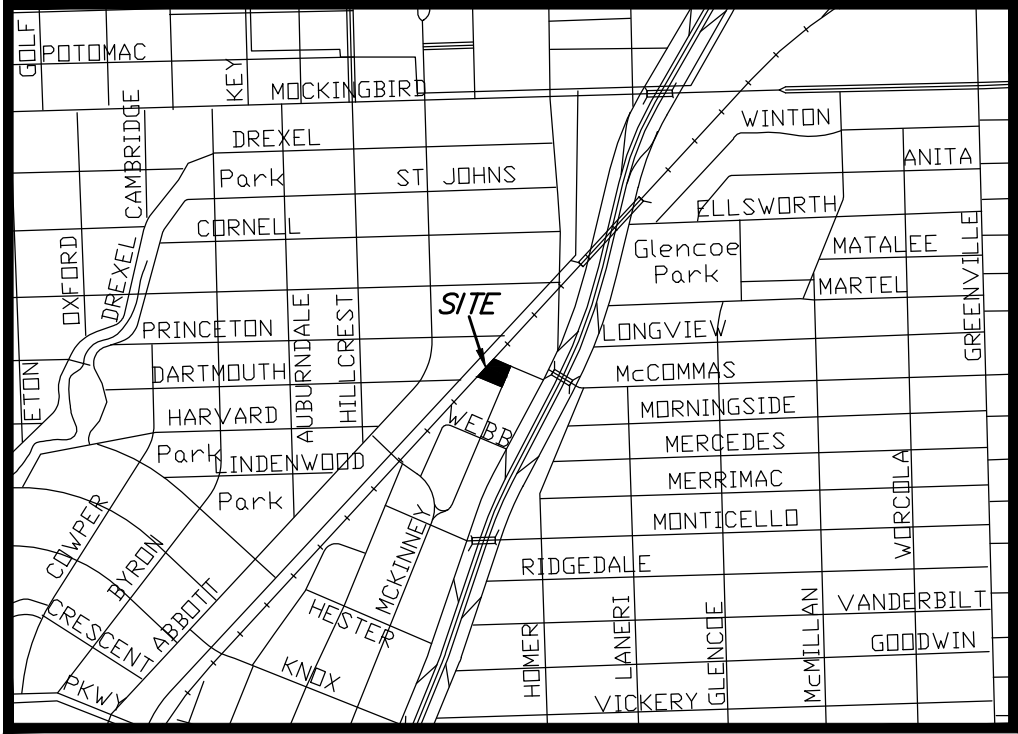 GOLF
POTOMAC
KEY
MOCKINGBIRD
CAMBRIDGE
DREXEL
WINTON
ANITA
Park
ST JOHNS
ELLSWORTH
CORNELL
OXFORD
DREXEL
Glencoe
Park
MATALEE
GREENVILLE
MARTEL
SITE
PRINCETON
AUBURNDALE
HILLCREST
LONGVIEW
ETON
DARTMOUTH
McCOMMAS
HARVARD
WEBB
MORNINGSIDE
Park
LINDENWOOD
MERCEDES
MERRIMAC
WORCOLA
Park
MONTICELLO
COWPER
BYRON
MCKINNEY
RIDGEDALE
CRESCENT
ABBOTT
HESTER
HOMER
LANERI
GLENCOE
McMILLAN
VANDERBILT
GOODWIN
PKWY
KNOX
VICKERY